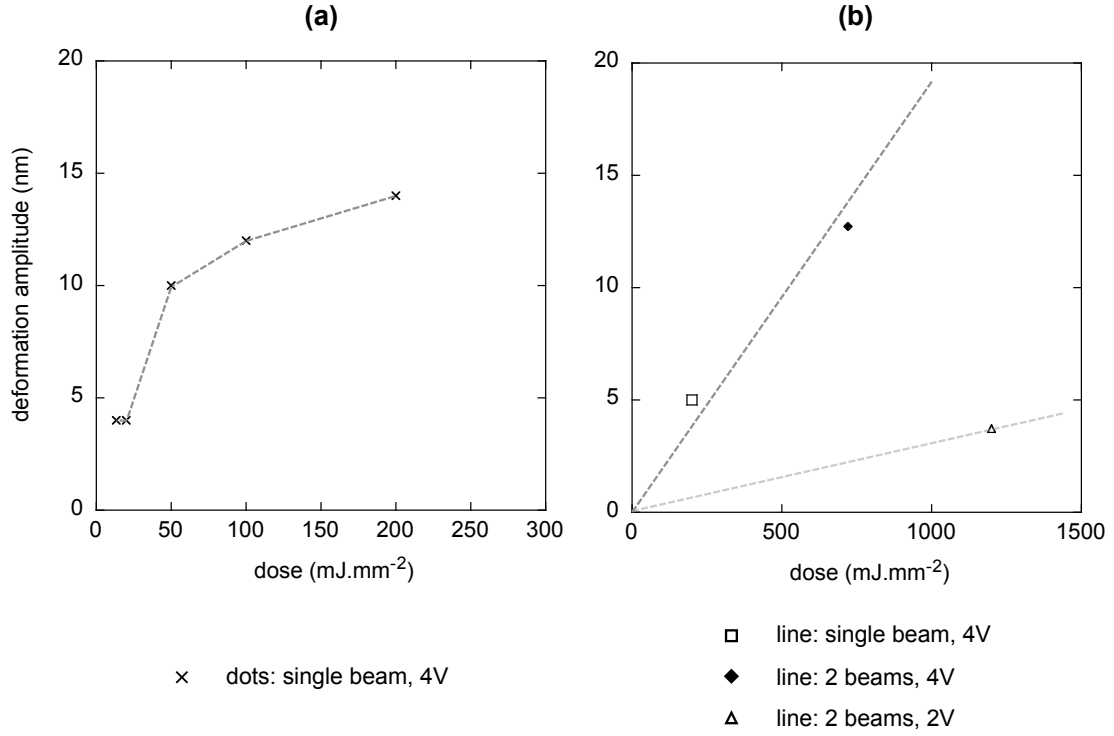 (a)
20
15
10
5
0
0 50 100 150 200 250 300
deformation amplitude (nm)
dose (mJ.mm-2)
dots: single beam, 4V
(b)
20
15
10
5
0
0 500 1000 1500
dose (mJ.mm-2)
line: single beam, 4V
line: 2 beams, 4V
line: 2 beams, 2V